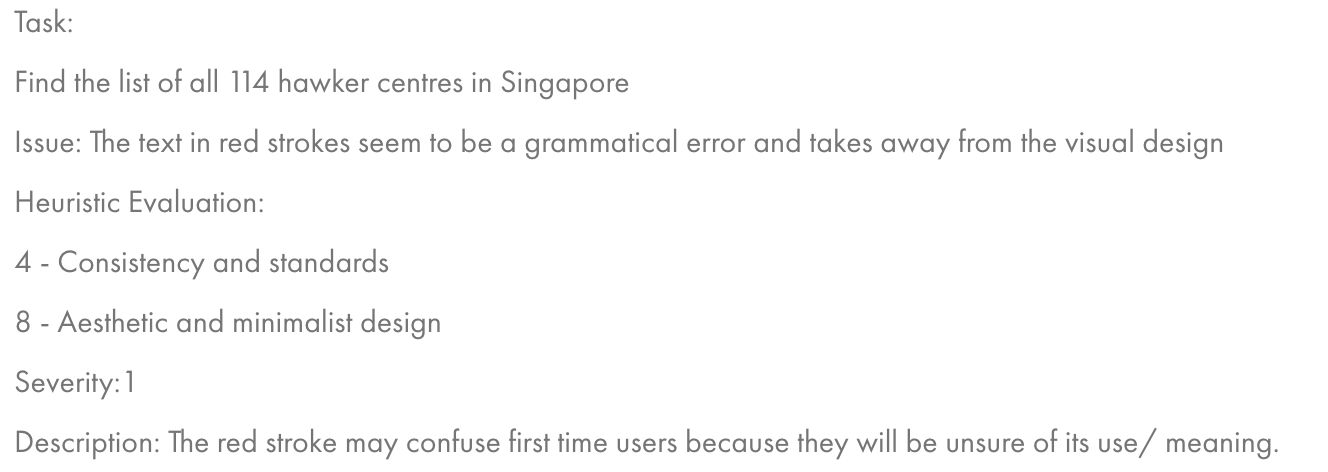 Task:
Find the list of all 114 hawker centres in Singapore
Issue: The text in red strokes seem to be a grammatical error and takes away from the visual design
Heuristic Evaluation:
4 - Consistency and standards
8 - Aesthetic and minimalist design
Severity:1
Description: The red stroke may confuse first time users because they will be unsure of its use/ meaning.